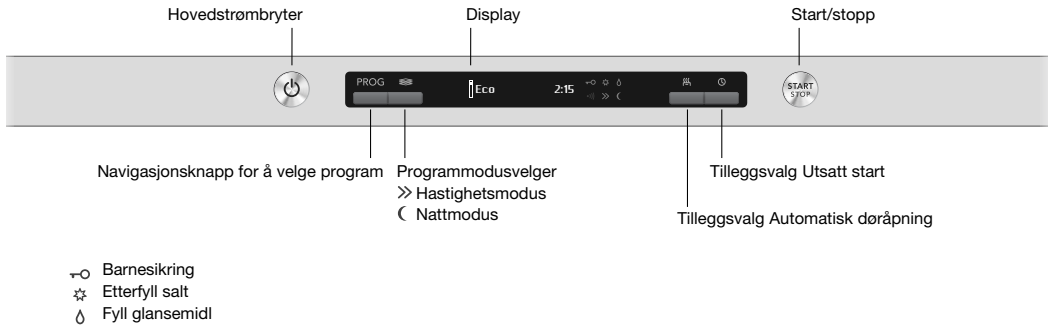 Hovedstrømbryter
Display
Start/stopp
PROG
Eco
2:15
START
STOP
Navigasjonsknapp for å velge program
Programmodusvelger
Hastighetsmodus
Nattmodus
Tilleggsvalg Utsatt start
Tilleggsvalg Automatisk døråpning
Barnesikring
Etterfyll salt
Fyll glansemidl